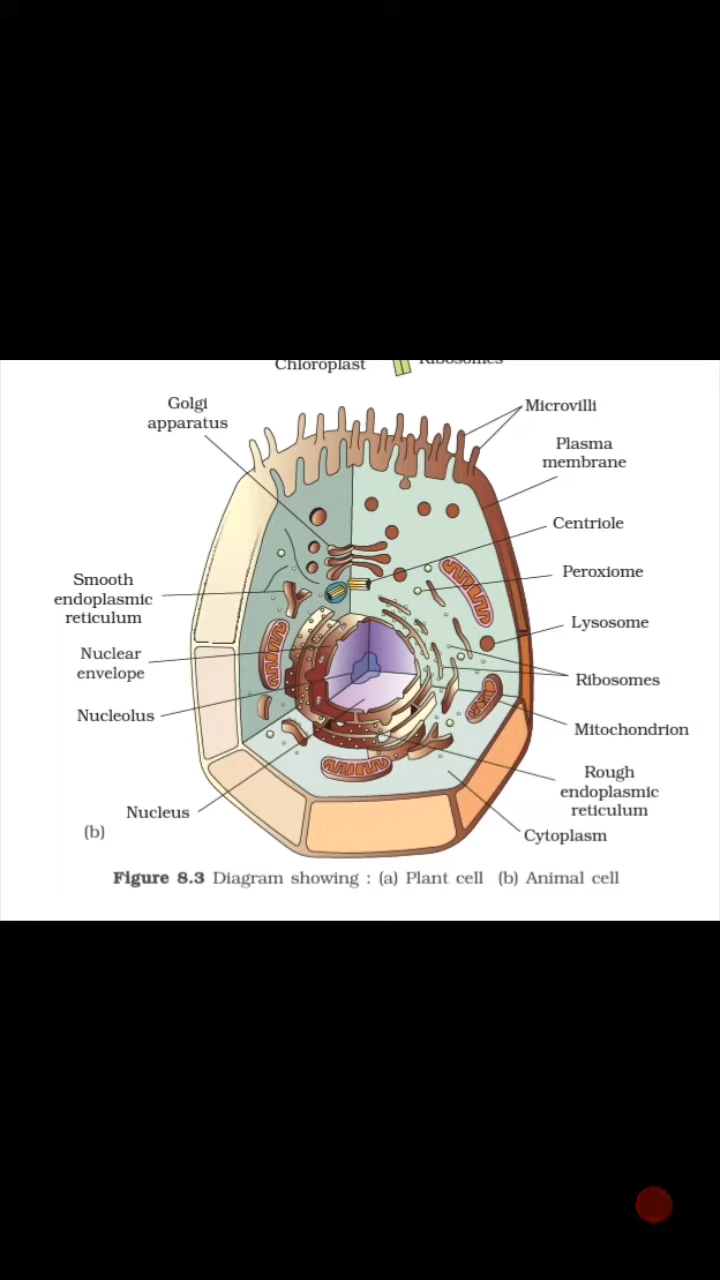 Chloroplast
Ribosomes
Golgi
apparatus
Microvilli
Plasma
membrane
Centriole
Peroxiome
Smooth
endoplasmic
reticulum
Lysosome
Nuclear
envelope
Ribosomes
Nucleolus
Mitochondrion
Rough
endoplasmic
reticulum
Nucleus
Cytoplasm
(b)
Figure 8.3 Diagram showing : (a) Plant cell (b) Animal cell